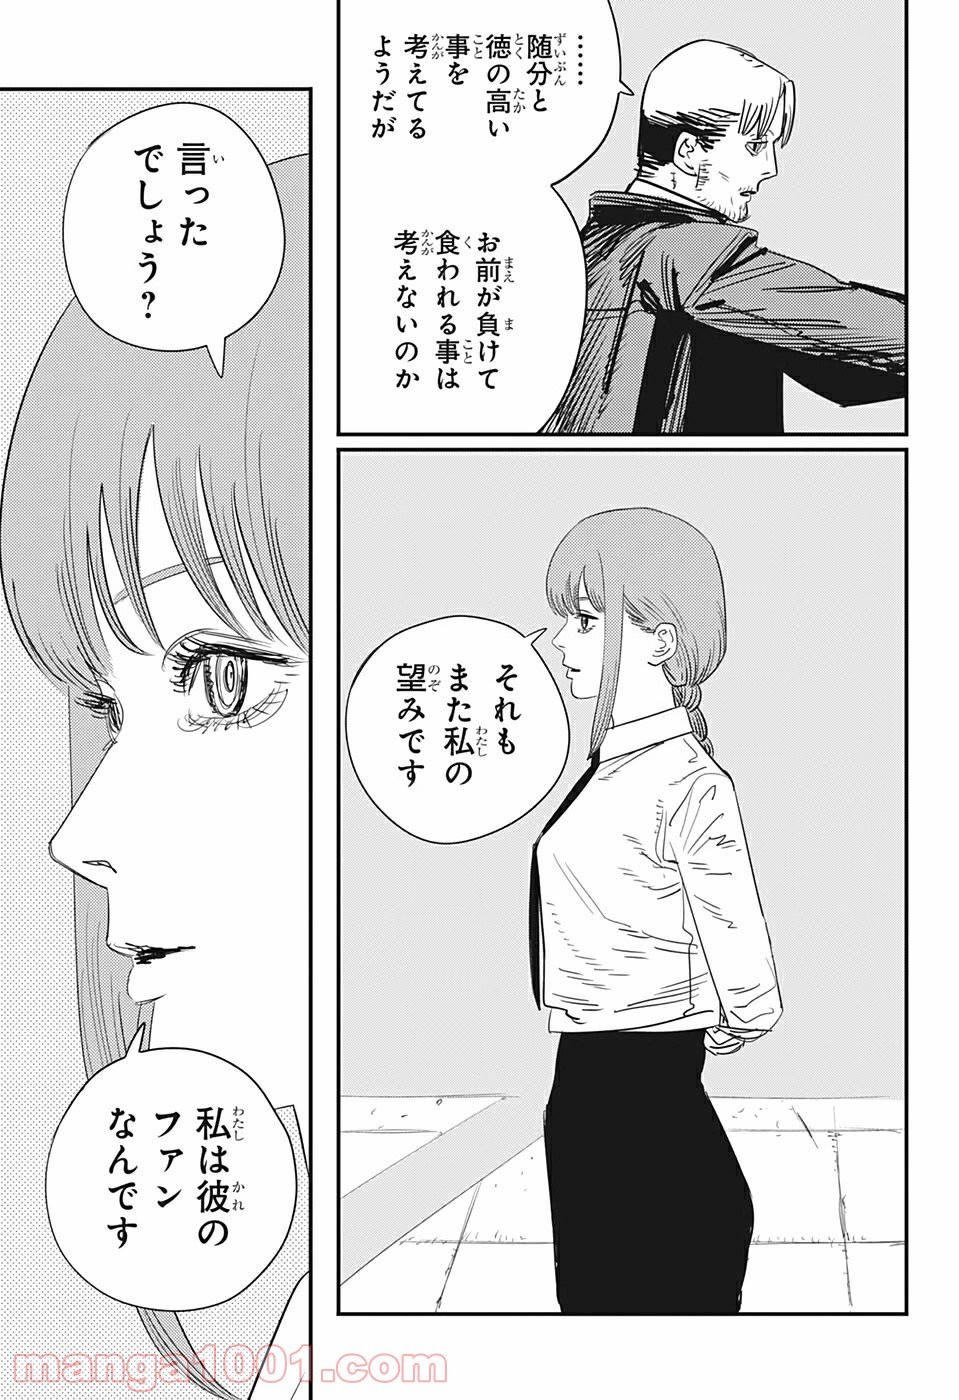 ……
随分と
徳の高い
事を
考えてる
ようだが
お前が負けて
食われる事は
考えないのか
それも
また私の
望みです
言った
でしょう?
私は彼の
ファン
なんです
manga1001.com